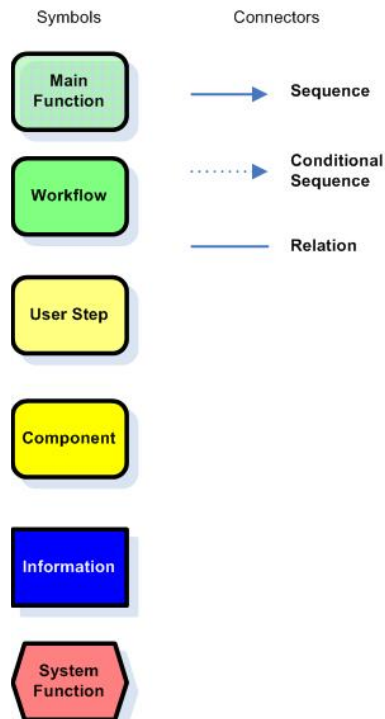 Symbols
Connectors
Main
Function
Sequence
Workflow
Conditional
Sequence
Relation
User Step
Component
Information
System
Function